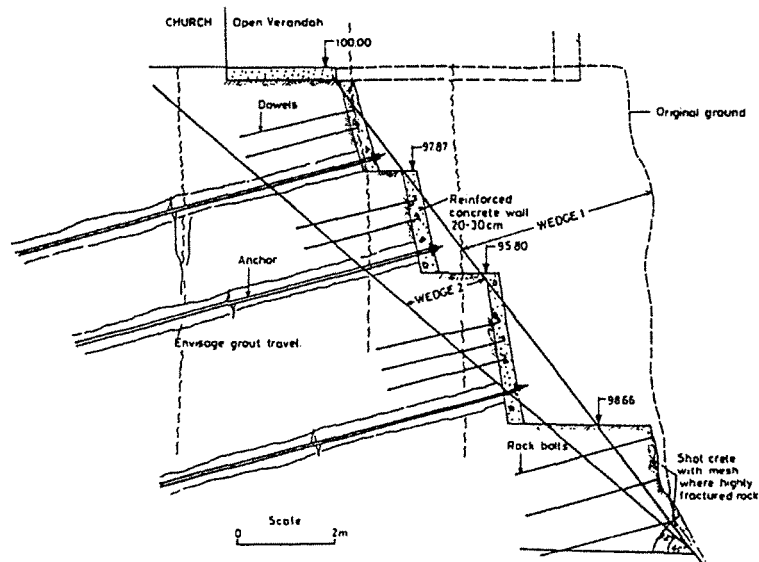 CHURCH
Open Verandah
100.00
Dowels
Original ground
97.87
Reinforced
concrete wall
20-30cm
WEDGE 1
95.80
Anchor
WEDGE 2
Envisage grout travel.
98.66
Rock bolts
Shot crete
with mesh
where highly
fractured rock
Scale
0
2m